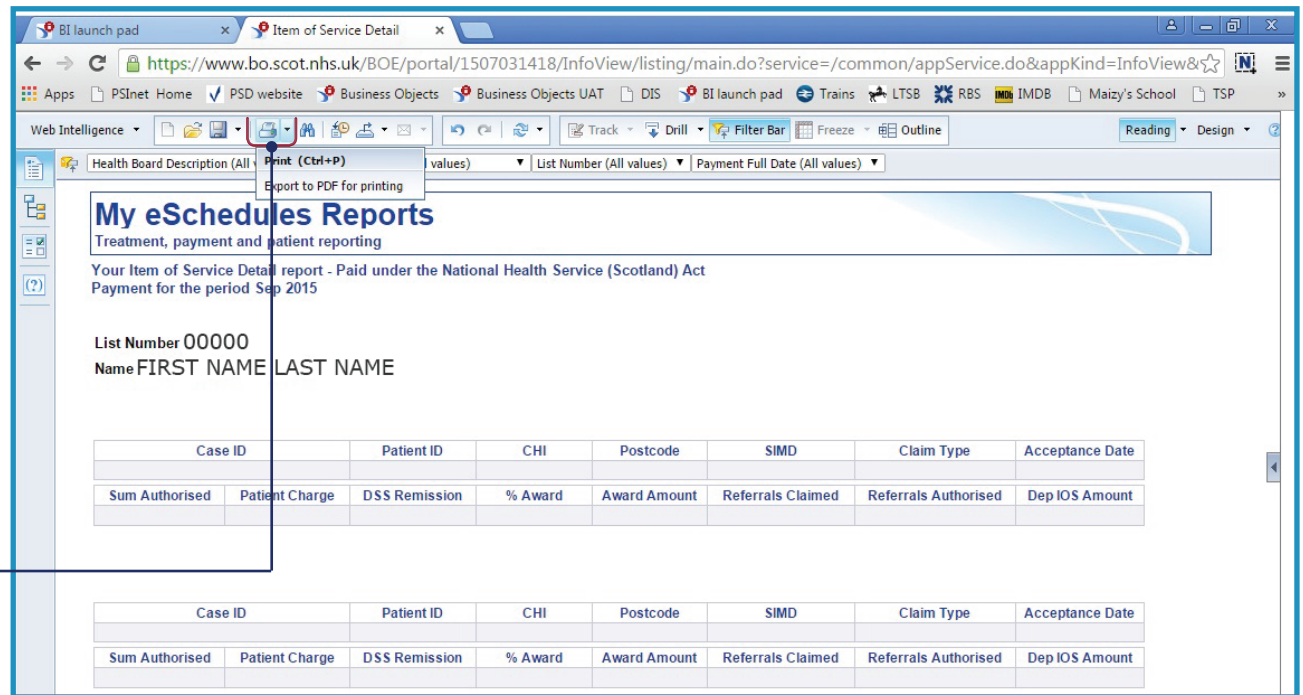 BI launch pad × Item of Service Detail ×
https://www.bo.scot.nhs.uk/BOE/portal/1507031418/InfoView/listing/main.do?service=/common/appService.do&appKind=InfoView&
Apps PSInet Home PSD website Business Objects Business Objects UAT DIS BI launch pad Trains LTSB RBS IMDB Maizy's School TSP »
Web Intelligence Track Drill Filter Bar Freeze Outline Reading Design
Health Board Description (All values) List Number (All values) Payment Full Date (All values)
Print (Ctrl+P)
Export to PDF for printing
My eSchedules Reports
Treatment, payment and patient reporting
Your Item of Service Detail report - Paid under the National Health Service (Scotland) Act
Payment for the period Sep 2015
List Number 00000
Name FIRST NAME LAST NAME
Case ID Patient ID CHI Postcode SIMD Claim Type Acceptance Date
Sum Authorised Patient Charge DSS Remission % Award Award Amount Referrals Claimed Referrals Authorised Dep IOS Amount
Case ID Patient ID CHI Postcode SIMD Claim Type Acceptance Date
Sum Authorised Patient Charge DSS Remission % Award Award Amount Referrals Claimed Referrals Authorised Dep IOS Amount